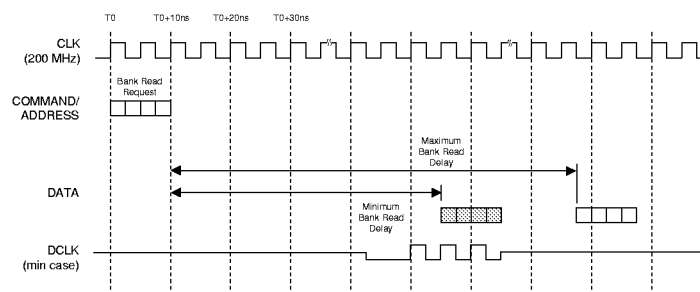 T0 T0+10ns T0+20ns T0+30ns
CLK
(200 MHz)
Bank Read
Request
COMMAND/
ADDRESS
Maximum
Bank Read
Delay
DATA
Minimum
Bank Read
Delay
DCLK
(min case)